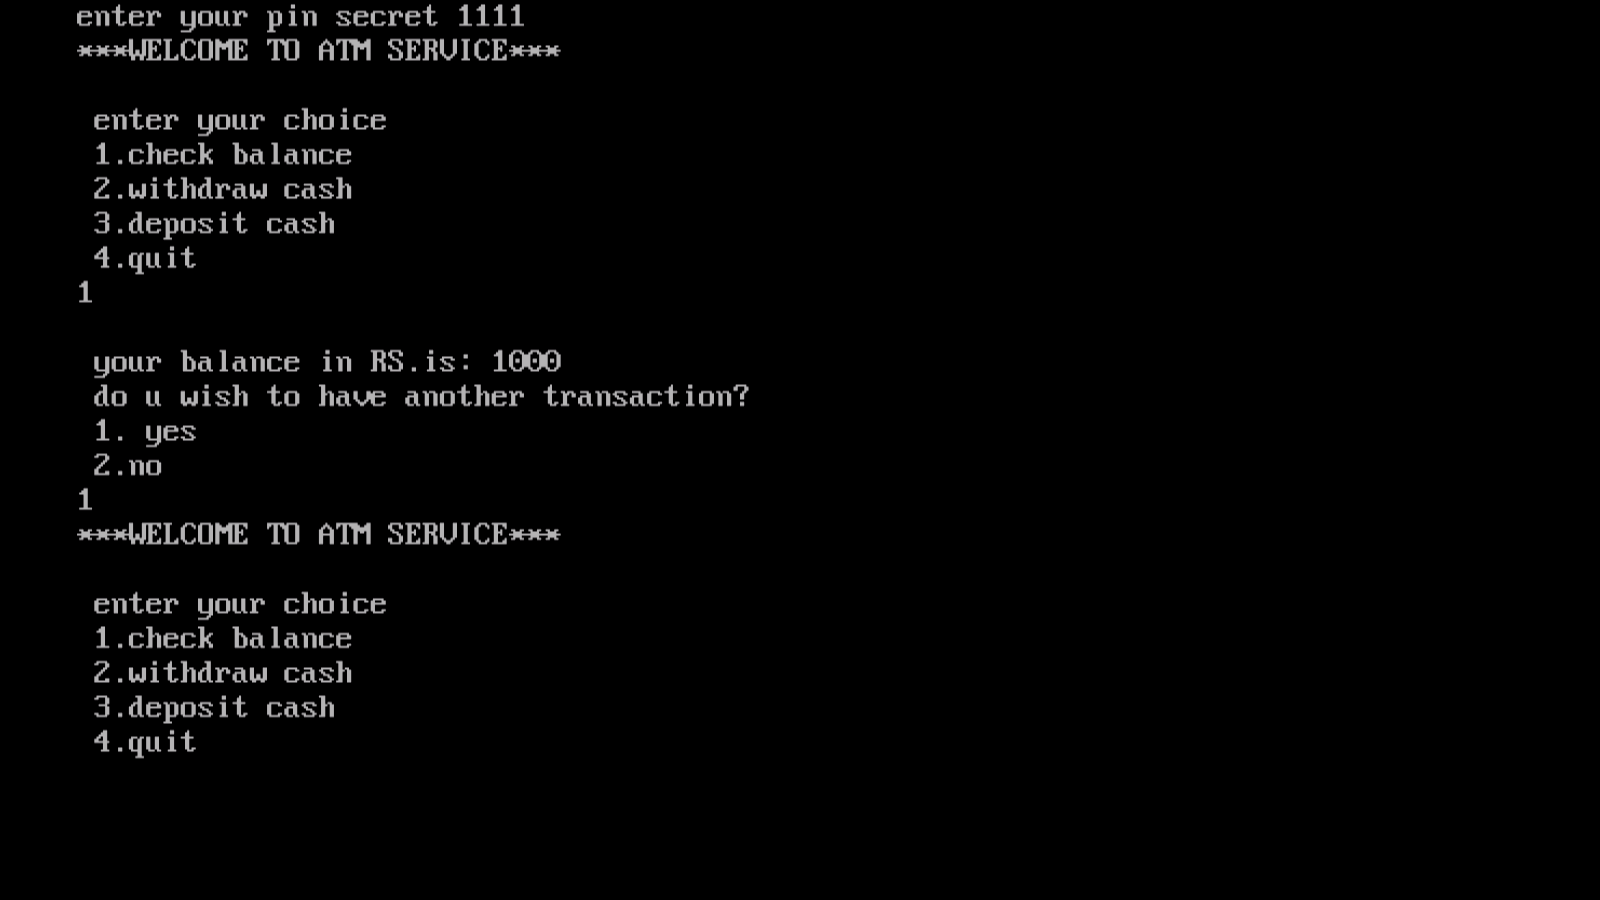 enter your pin secret 1111
***WELCOME TO ATM SERVICE***
enter your choice
1.check balance
2.withdraw cash
3.deposit cash
4.quit
1
your balance in RS.is: 1000
do u wish to have another transaction?
1. yes
2.no
1
***WELCOME TO ATM SERVICE***
enter your choice
1.check balance
2.withdraw cash
3.deposit cash
4.quit